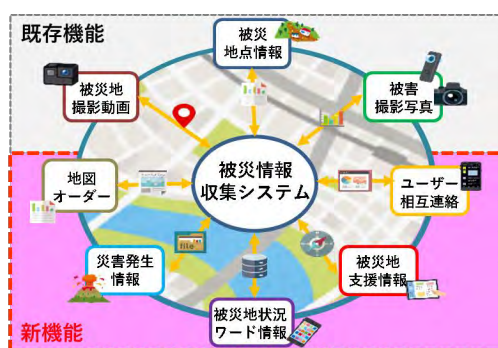 既存機能
被災
地点情報
被災地
撮影動画
被害
撮影写真
被災情報
収集システム
地図
オーダー
ユーザー
相互連絡
災害発生
情報
file
被災地
支援情報
被災地状況
ワード情報
新機能